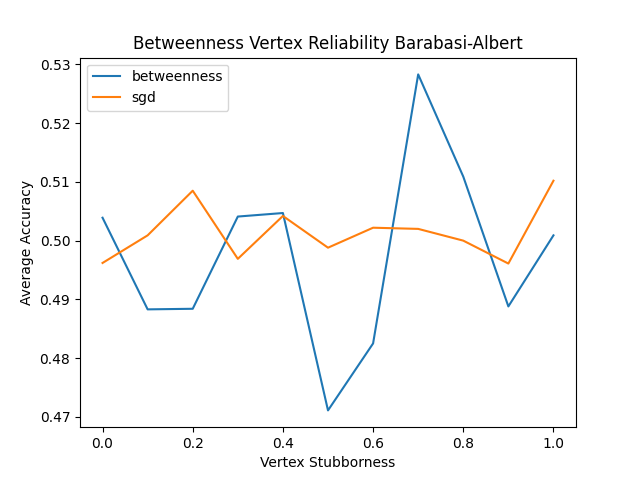 Betweenness Vertex Reliability Barabasi-Albert
betweenness
sgd
Average Accuracy
0.53
0.52
0.51
0.50
0.49
0.48
0.47
0.0 0.2 0.4 0.6 0.8 1.0
Vertex Stubborness